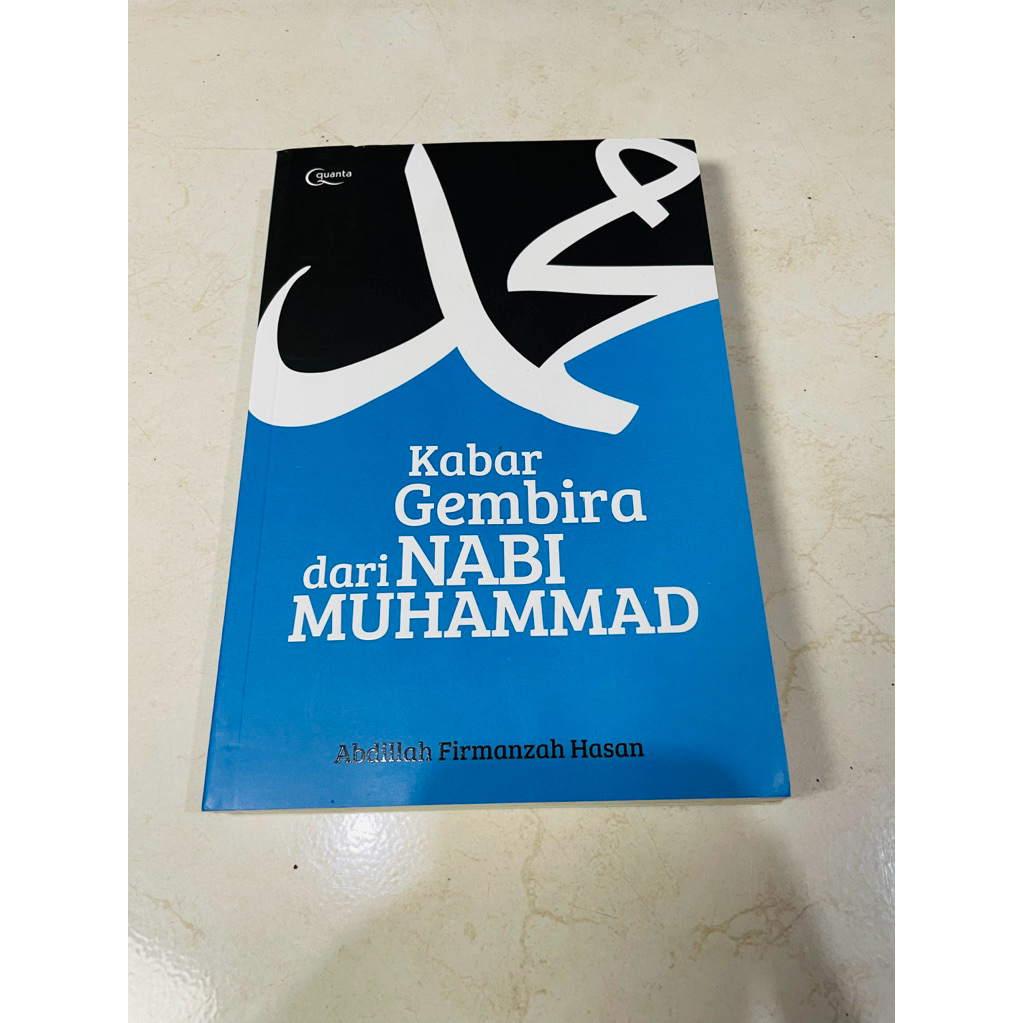 quanta
محمد
Kabar
Gembira
dari NABI
MUHAMMAD
Abdillah Firmanzah Hasan